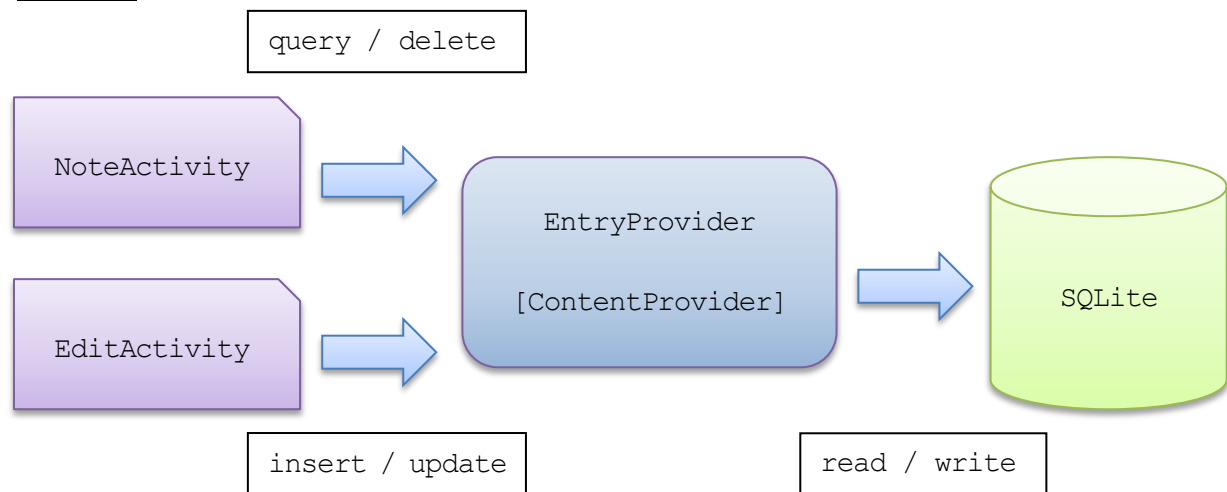 query / delete
NoteActivity
EntryProvider
[ContentProvider]
SQLite
EditActivity
insert / update
read / write